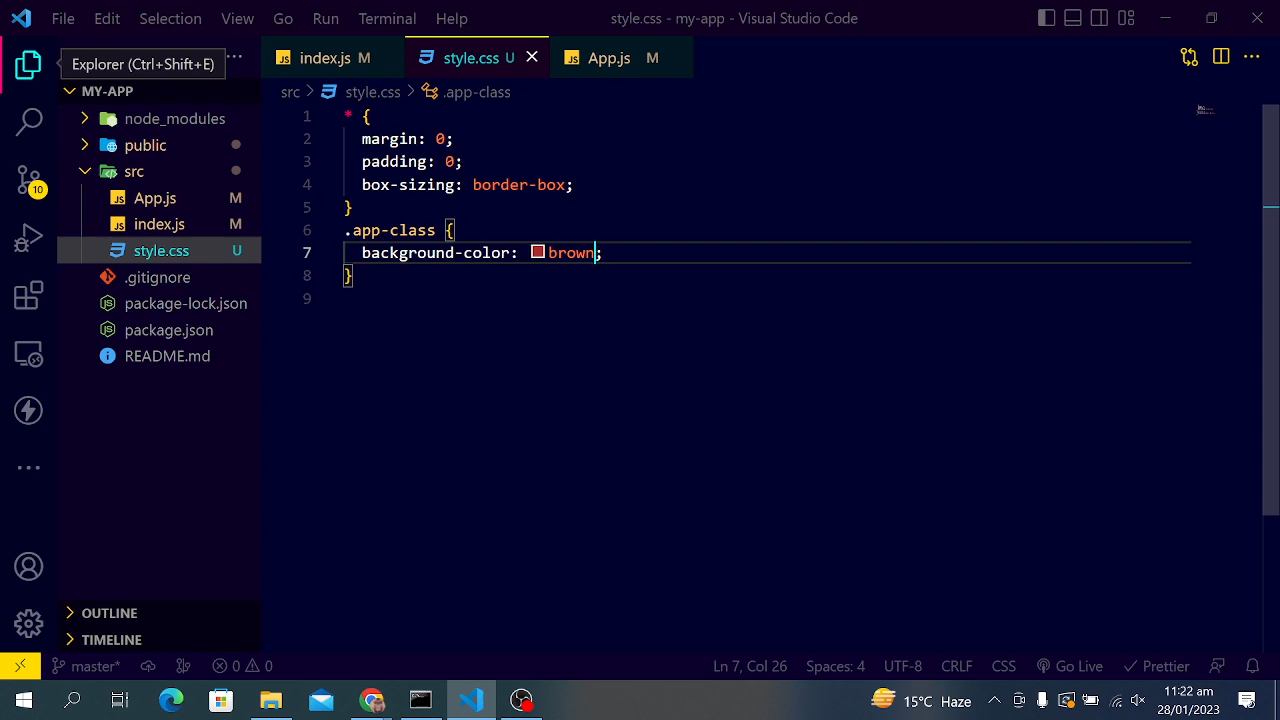 File Edit Selection View Go Run Terminal Help style.css - my-app - Visual Studio Code
Explorer (Ctrl+Shift+E)
index.js M style.css U App.js M
MY-APP
src style.css .app-class
node_modules
public
src
App.js M
index.js M
style.css U
.gitignore
package-lock.json
package.json
README.md
10
1 * {
2 margin: 0;
3 padding: 0;
4 box-sizing: border-box;
5 }
6 .app-class {
7 background-color: brown;
8 }
9
OUTLINE
TIMELINE
master* 0 0 Ln 7, Col 26 Spaces: 4 UTF-8 CRLF CSS Go Live Prettier
15°C Haze 11:22 am
28/01/2023